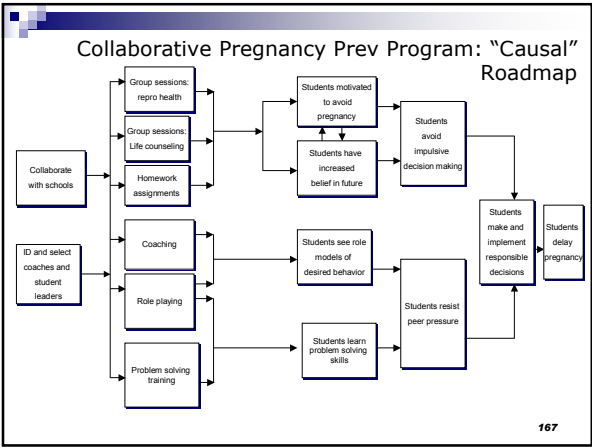 Collaborative Pregnancy Prev Program: “Causal”
Roadmap
Group sessions:
repro health
Group sessions:
Life counseling
Homework
assignments
Collaborate
with schools
ID and select
coaches and
student
leaders
Coaching
Role playing
Problem solving
training
Students motivated
to avoid
pregnancy
Students have
increased
belief in future
Students see role
models of
desired behavior
Students learn
problem solving
skills
Students
avoid
impulsive
decision making
Students resist
peer pressure
Students
make and
implement
responsible
decisions
Students
delay
pregnancy
167